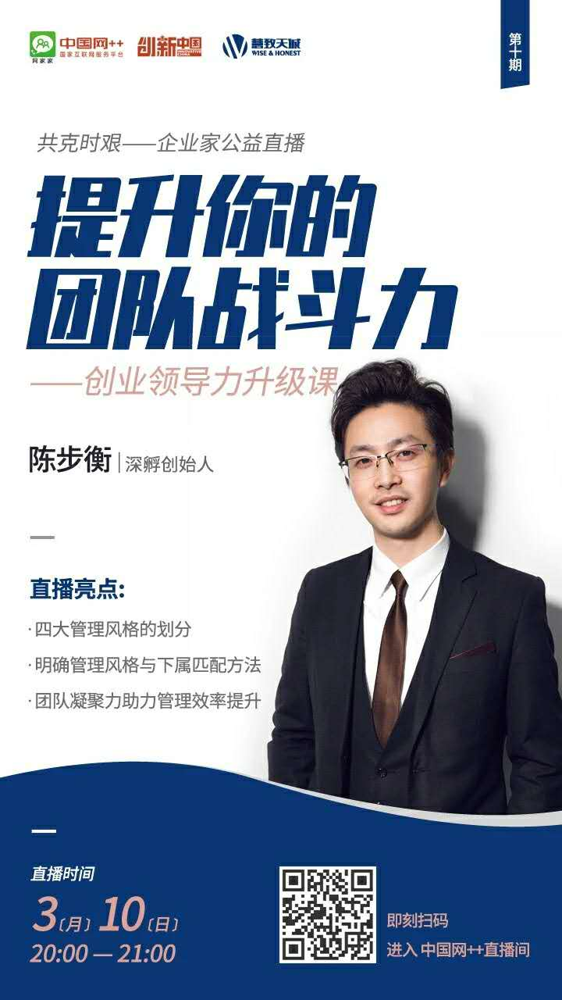 网家家
中国网++
国家互联网服务平台
创新中国
INNOVATIVE CHINA
慧致天诚
WISE & HONEST
第十期
共克时艰——企业家公益直播
提升你的
团队战斗力
——创业领导力升级课
陈步衡|深孵创始人
直播亮点:
·四大管理风格的划分
·明确管理风格与下属匹配方法
·团队凝聚力助力管理效率提升
直播时间
3〔月〕10〔日〕
20:00 — 21:00
即刻扫码
进入 中国网++直播间